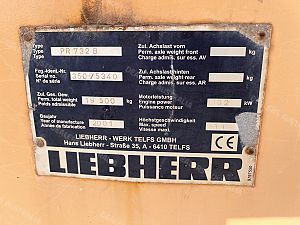 Typ
Type
Type
PR 732 B
Fzg.-Ident.-Nr.
Serial no.
N° de série
350/5340
Zul. Ges. Gew.
Perm. total weight
Poids admissible
19 500 kg
Baujahr
Year of manufacture
Année de fabrication
2001
Zul. Achslast vorn
Perm. axle weight front
Charge admis. sur ess. AV
kg
Zul. Achslast hinten
Perm. axle weight rear
Charge admis. sur ess. AR
kg
Motorleistung
Engine power
Puissance moteur
132 kW
Höchstgeschwindigkeit
Max. speed
Vitesse maxi.
LIEBHERR - WERK TELFS GMBH
Hans Liebherr - Straße 35, A - 6410 TELFS
CE
LIEBHERR